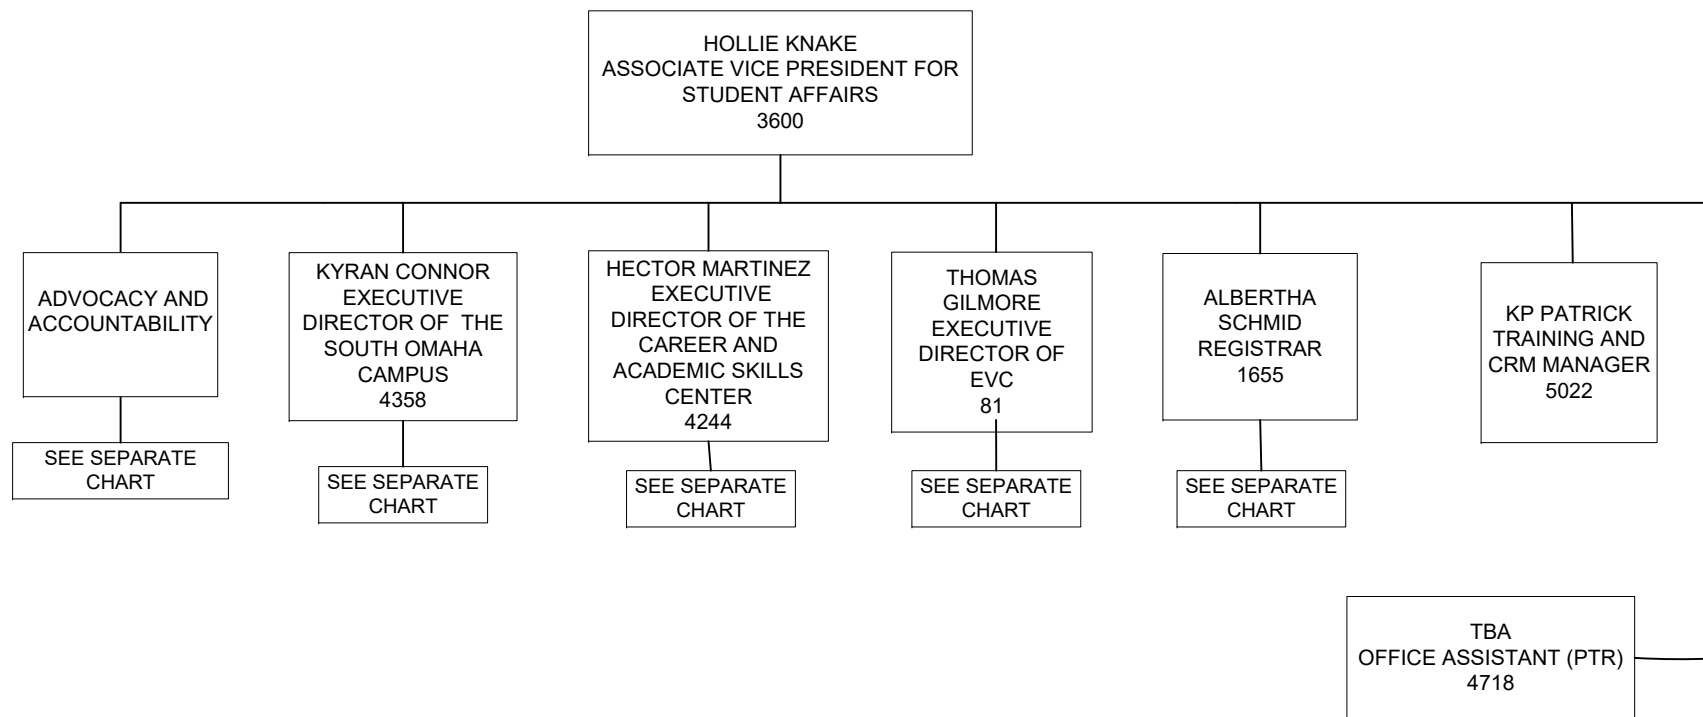 HOLLIE KNAKE
ASSOCIATE VICE PRESIDENT FOR
STUDENT AFFAIRS
3600
ADVOCACY AND
ACCOUNTABILITY
SEE SEPARATE
CHART
KYRAN CONNOR
EXECUTIVE
DIRECTOR OF THE
SOUTH OMAHA
CAMPUS
4358
SEE SEPARATE
CHART
HECTOR MARTINEZ
EXECUTIVE
DIRECTOR OF THE
CAREER AND
ACADEMIC SKILLS
CENTER
4244
SEE SEPARATE
CHART
THOMAS
GILMORE
EXECUTIVE
DIRECTOR OF
EVC
81
SEE SEPARATE
CHART
ALBERTHA
SCHMID
REGISTRAR
1655
SEE SEPARATE
CHART
KP PATRICK
TRAINING AND
CRM MANAGER
5022
TBA
OFFICE ASSISTANT (PTR)
4718